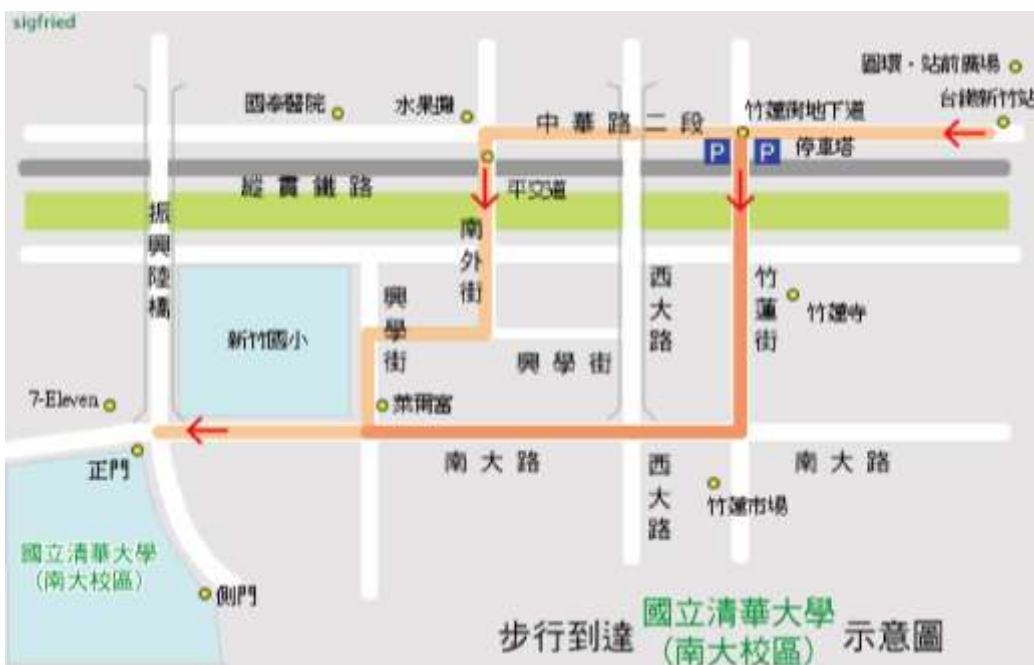 sigfried
圓環・站前廣場
國泰醫院
水果攤
中華路二段
竹蓮街地下道
台鐵新竹站
P
P
停車塔
縱貫鐵路
平交道
振興陸橋
南外街
西大路
竹蓮街
竹蓮寺
興學街
新竹國小
興學街
7-Eleven
萊爾富
正門
南大路
西大路
南大路
竹蓮市場
國立清華大學
(南大校區)
側門
步行到達 國立清華大學 (南大校區) 示意圖